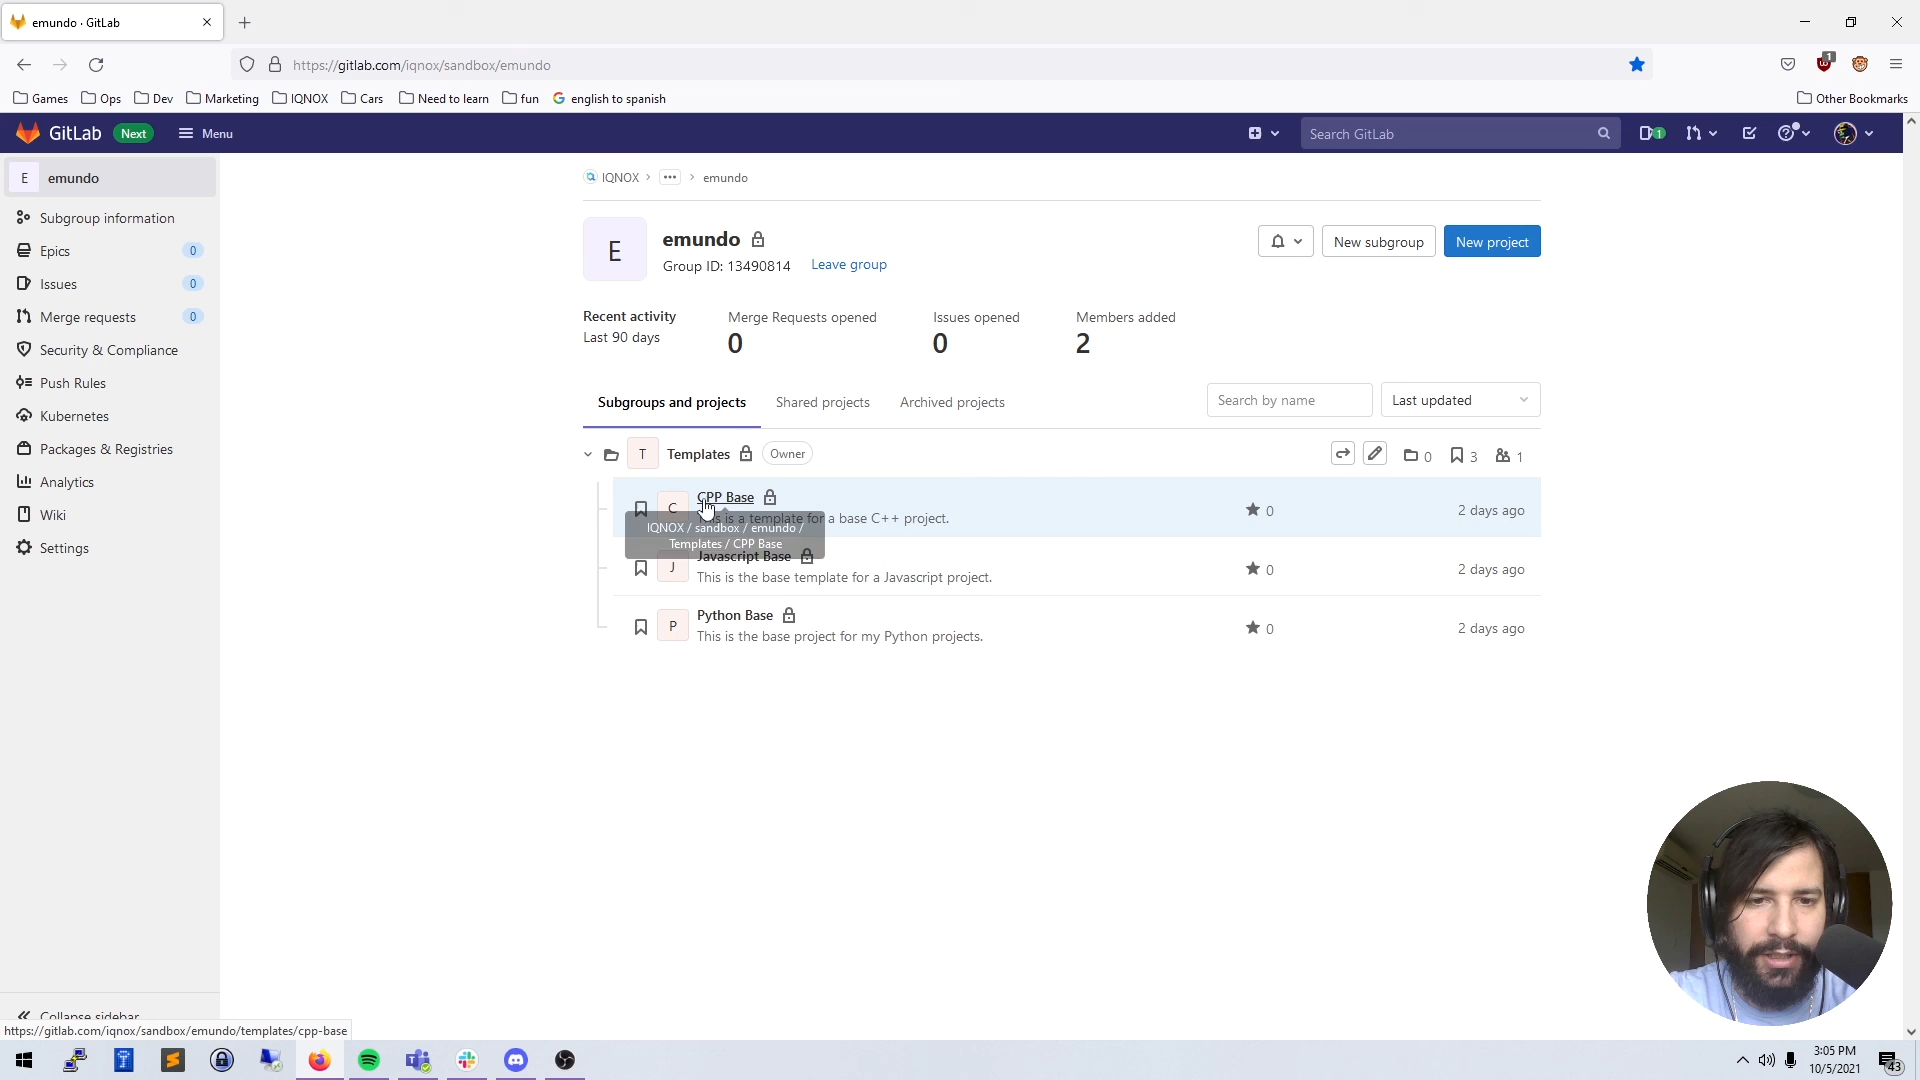 emundo · GitLab
https://gitlab.com/iqnox/sandbox/emundo
1
Games Ops Dev Marketing IQNOX Cars Need to learn fun english to spanish Other Bookmarks
GitLab Next Menu Search GitLab 1
E emundo
Subgroup information
Epics 0
Issues 0
Merge requests 0
Security & Compliance
Push Rules
Kubernetes
Packages & Registries
Analytics
Wiki
Settings
Collapse sidebar
https://gitlab.com/iqnox/sandbox/emundo/templates/cpp-base
IQNOX > ... > emundo
E
emundo
Group ID: 13490814 Leave group
New subgroup New project
Recent activity
Last 90 days
Merge Requests opened
0
Issues opened
0
Members added
2
Subgroups and projects Shared projects Archived projects Search by name Last updated
T Templates Owner 0 3 1
C CPP Base
This is a template for a base C++ project. 0 2 days ago
IQNOX / sandbox / emundo /
Templates / CPP Base
J Javascript Base
This is the base template for a Javascript project. 0 2 days ago
P Python Base
This is the base project for my Python projects. 0 2 days ago
3:05 PM
10/5/2021
43